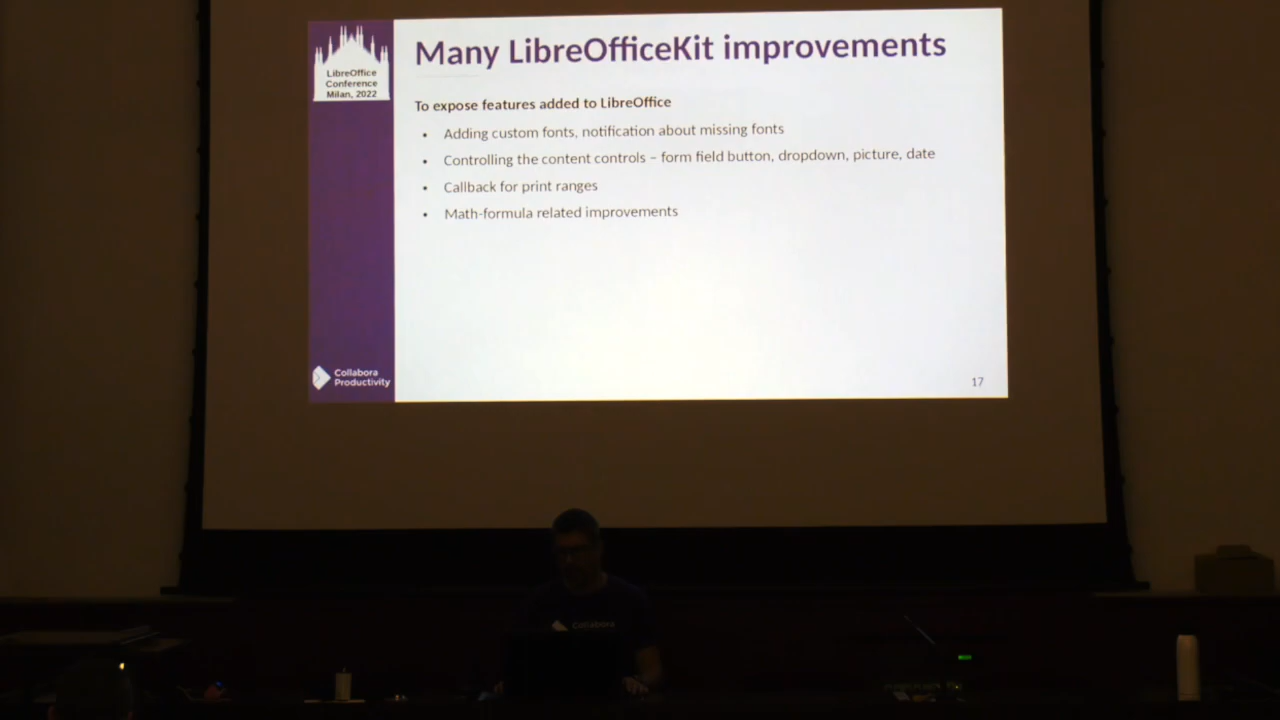 Many LibreOfficeKit improvements
LibreOffice
Conference
Milan, 2022
To expose features added to LibreOffice
• Adding custom fonts, notification about missing fonts
• Controlling the content controls – form field button, dropdown, picture, date
• Callback for print ranges
• Math-formula related improvements
Collabora
Productivity
17
Collabora